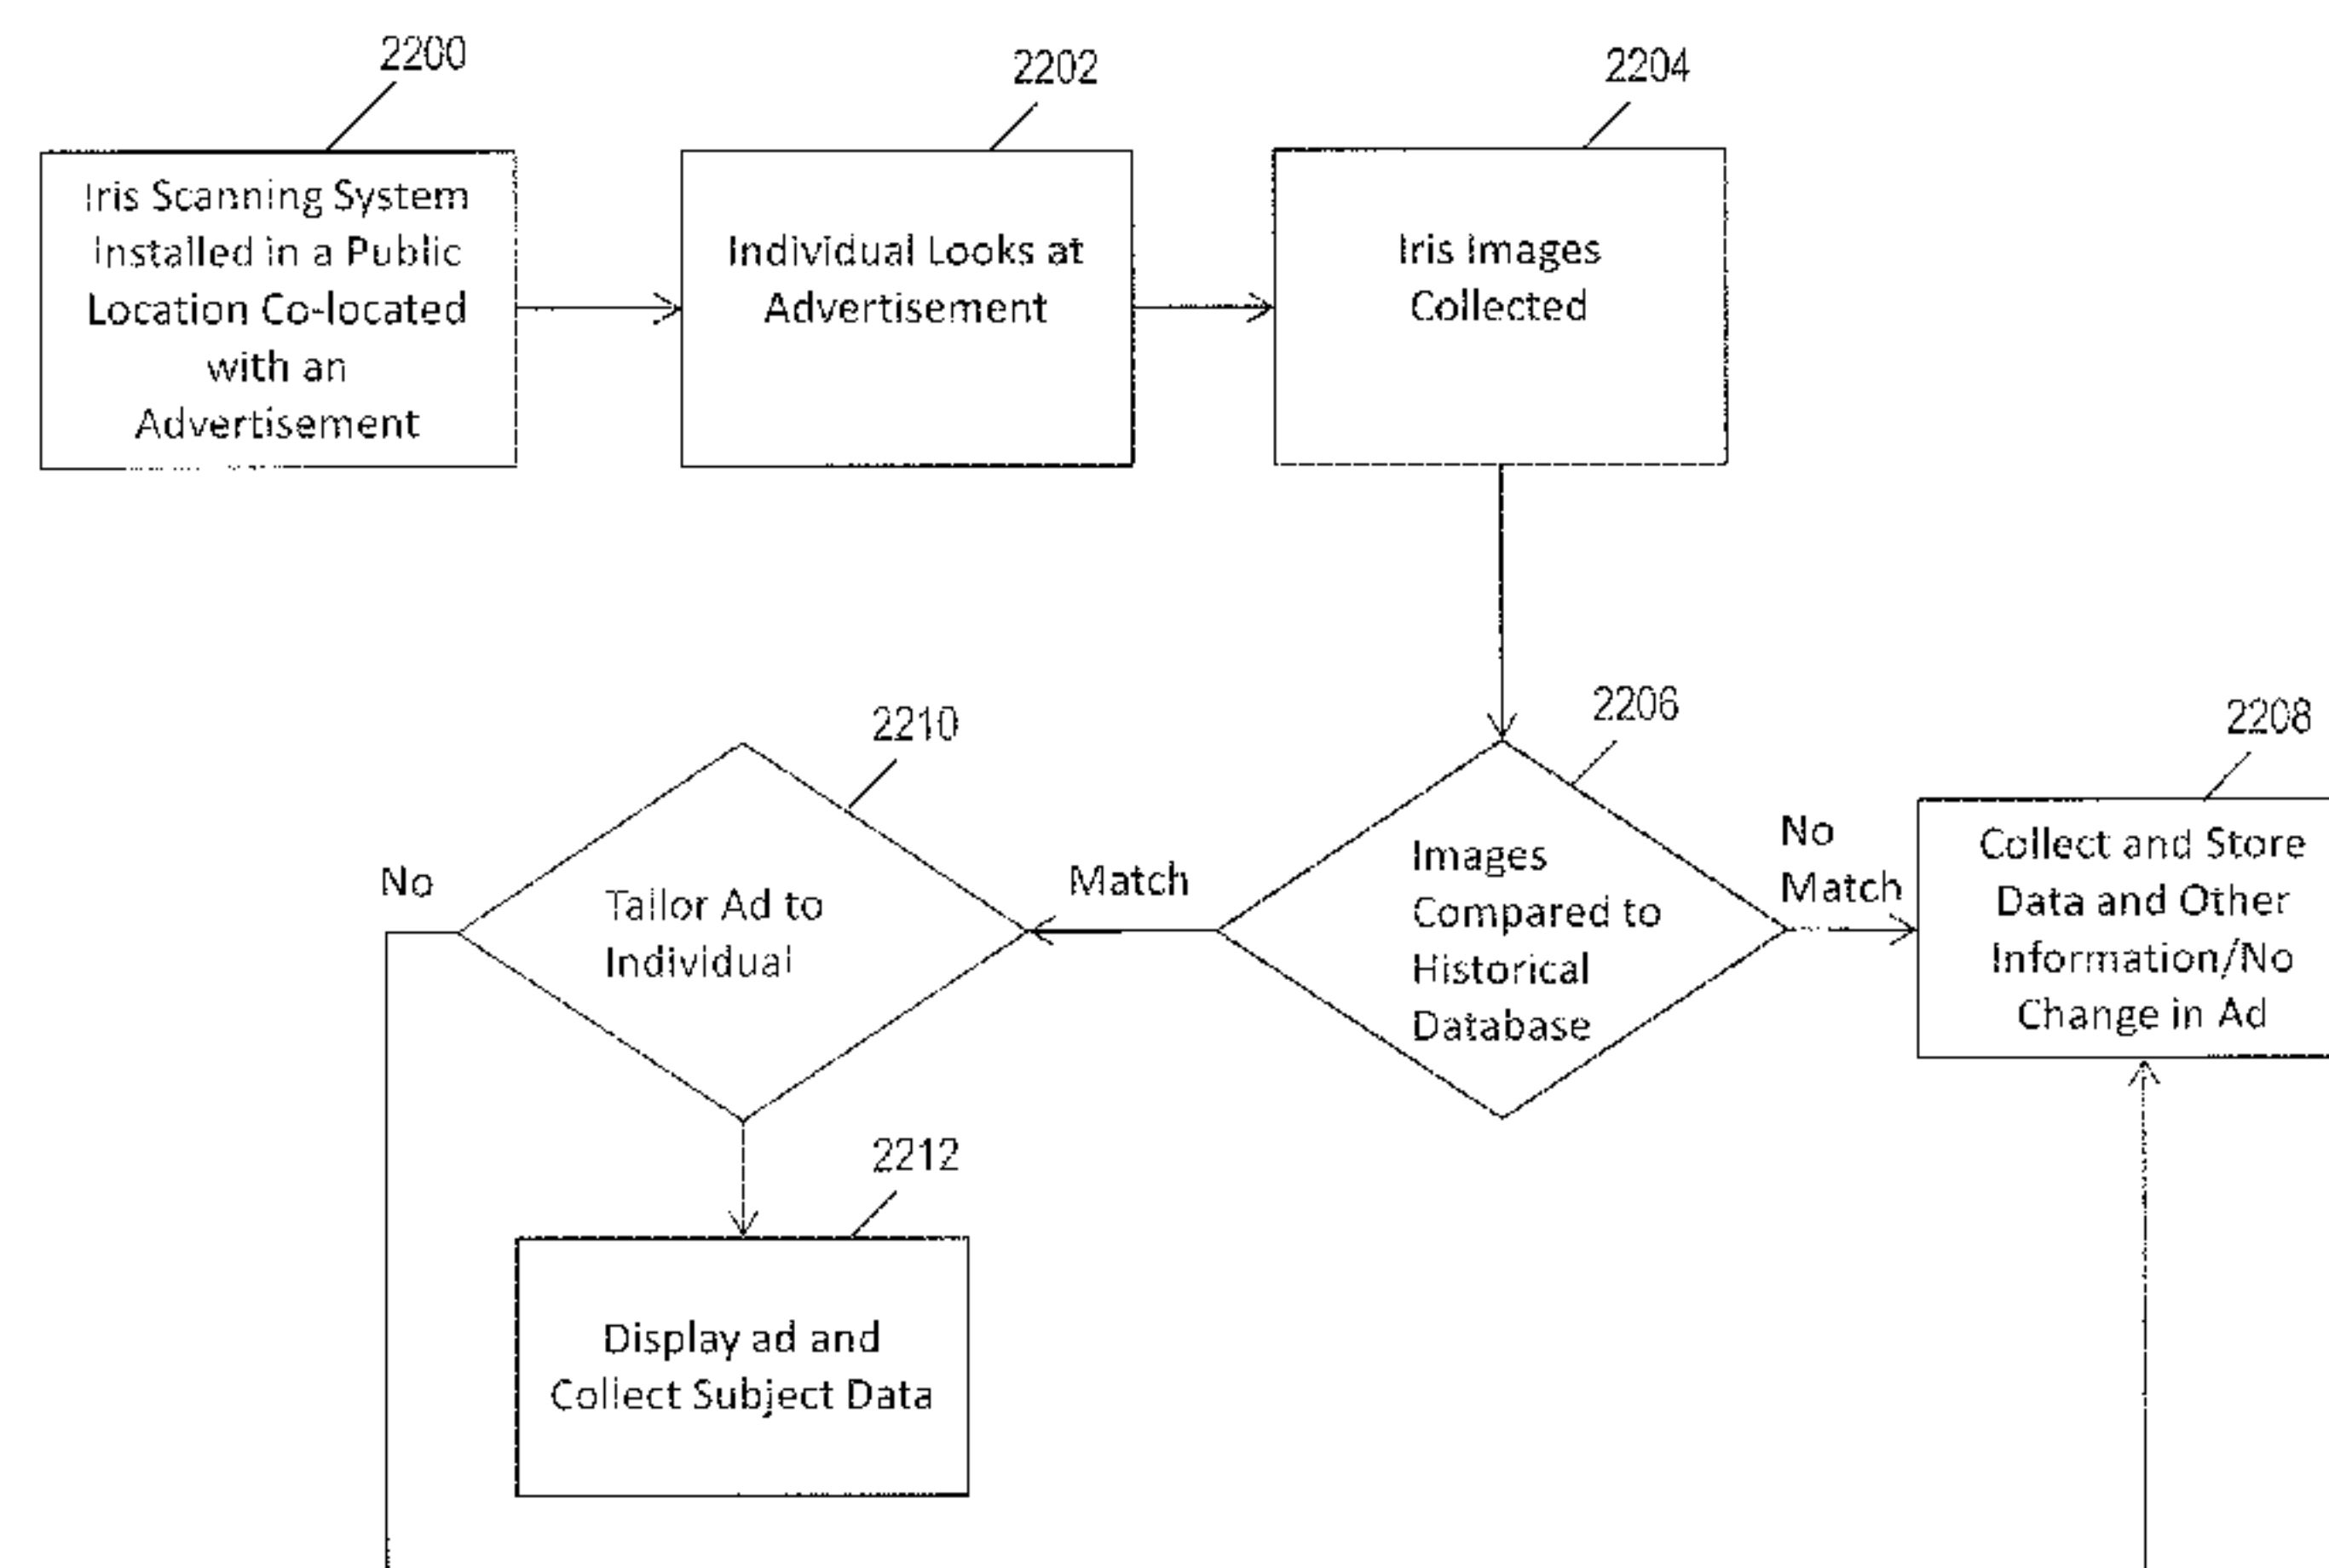 2200
2202
2204
Iris Scanning System
Installed in a Public
Location Co-located
with an
Advertisement
Individual Looks at
Advertisement
Iris Images
Collected
2210
2206
2208
No
Tailor Ad to
Individual
Match
Images
Compared to
Historical
Database
No
Match
Collect and Store
Data and Other
Information/No
Change in Ad
2212
Display ad and
Collect Subject Data